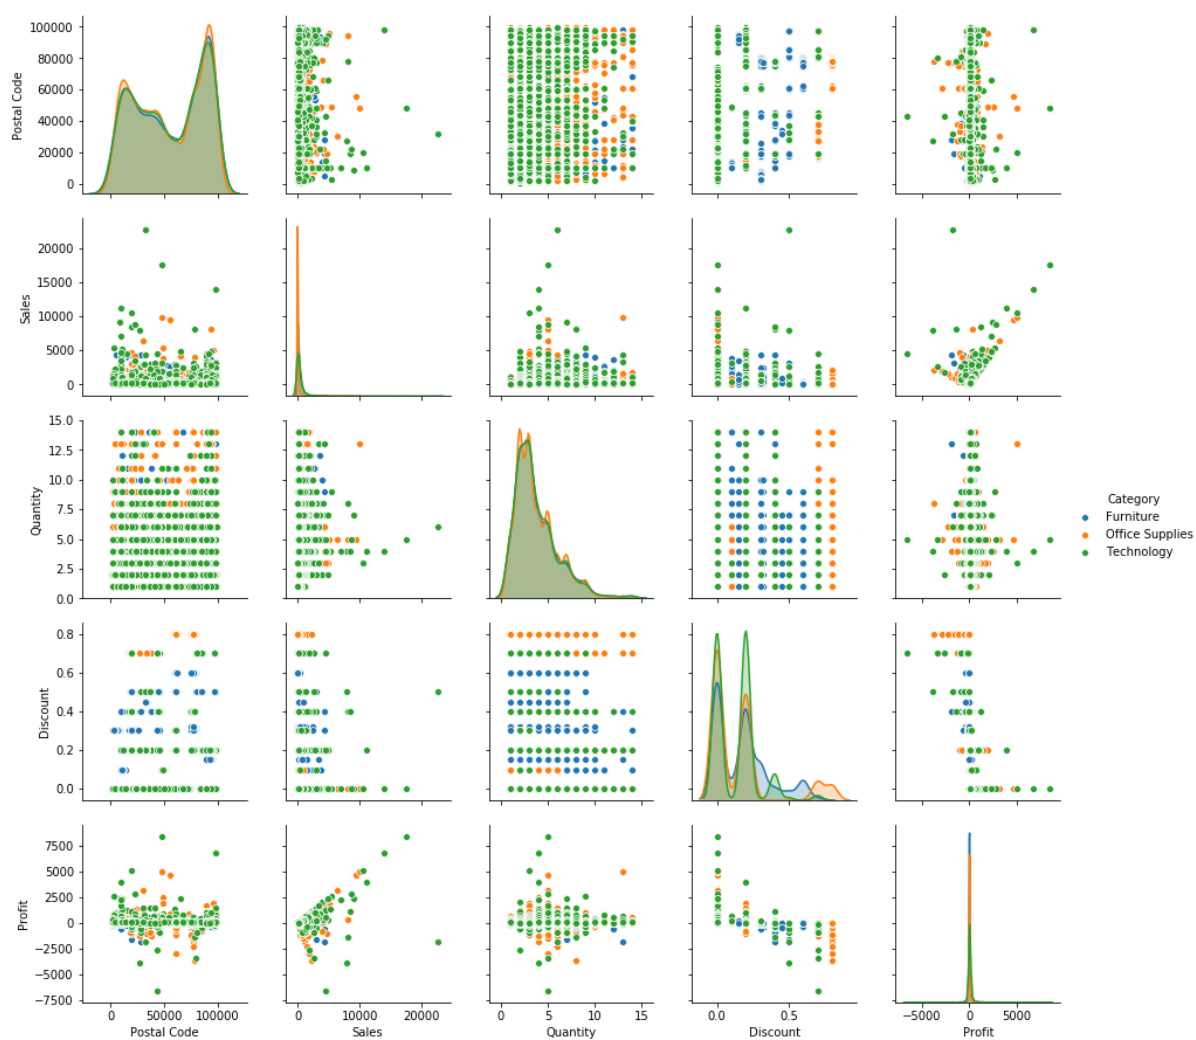 100000
80000
60000
40000
20000
0
Postal Code
20000
15000
10000
5000
0
Sales
15.0
12.5
10.0
7.5
5.0
2.5
0.0
Quantity
Category
Furniture
Office Supplies
Technology
0.8
0.6
0.4
0.2
0.0
Discount
7500
5000
2500
0
−2500
−5000
−7500
Profit
0 50000 100000
Postal Code
0 10000 20000
Sales
0 5 10 15
Quantity
0.0 0.5
Discount
−5000 0 5000
Profit